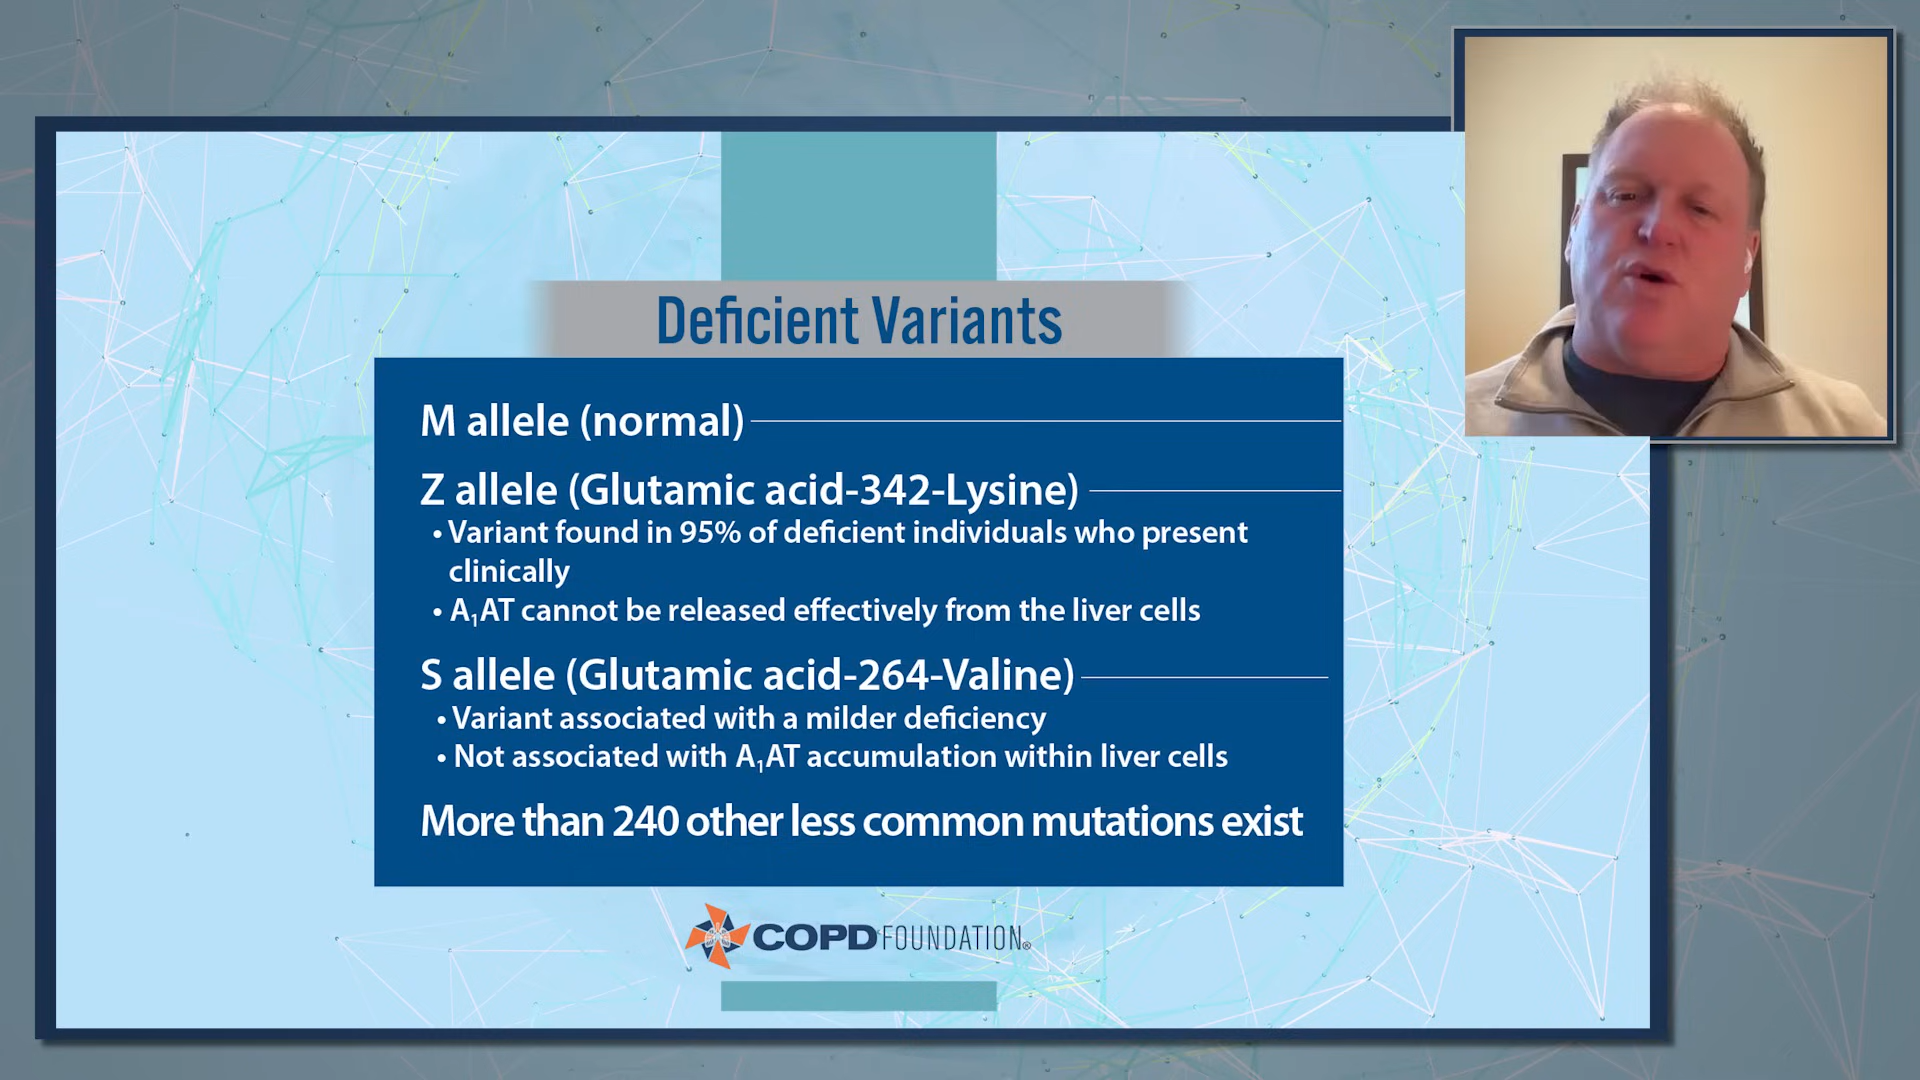 Deficient Variants
M allele (normal)
Z allele (Glutamic acid-342-Lysine)
• Variant found in 95% of deficient individuals who present
clinically
• A₁AT cannot be released effectively from the liver cells
S allele (Glutamic acid-264-Valine)
• Variant associated with a milder deficiency
• Not associated with A₁AT accumulation within liver cells
More than 240 other less common mutations exist
COPD FOUNDATION®